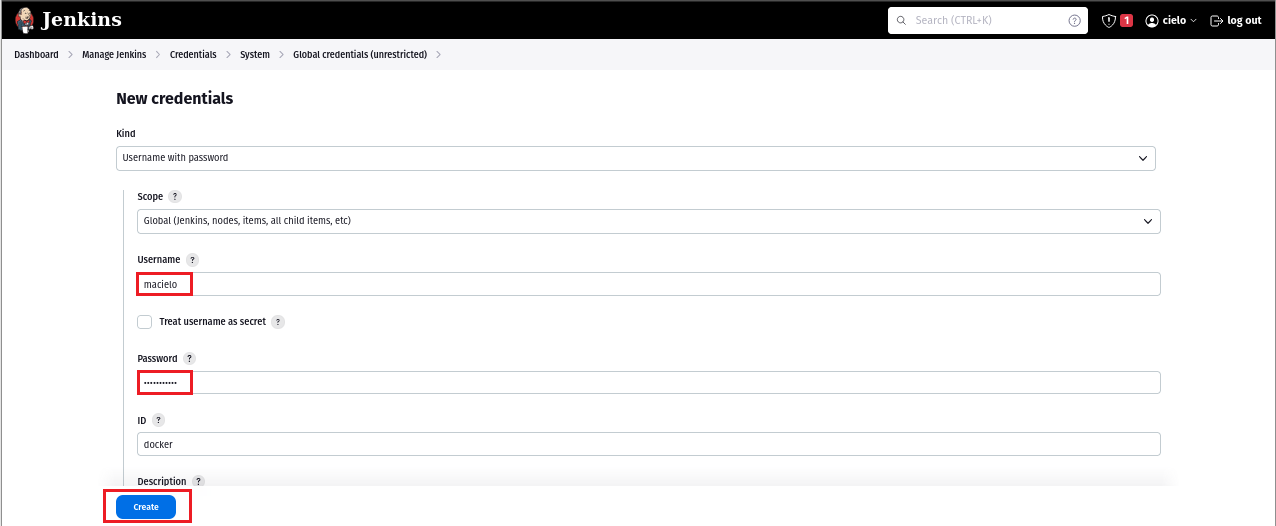 Jenkins
Search (CTRL+K) ?
1 cielo log out
Dashboard Manage Jenkins Credentials System Global credentials (unrestricted)
New credentials
Kind
Username with password
Scope ?
Global (Jenkins, nodes, items, all child items, etc)
Username ?
macielo
Treat username as secret ?
Password ?
•••••••••••
ID ?
docker
Description ?
Create